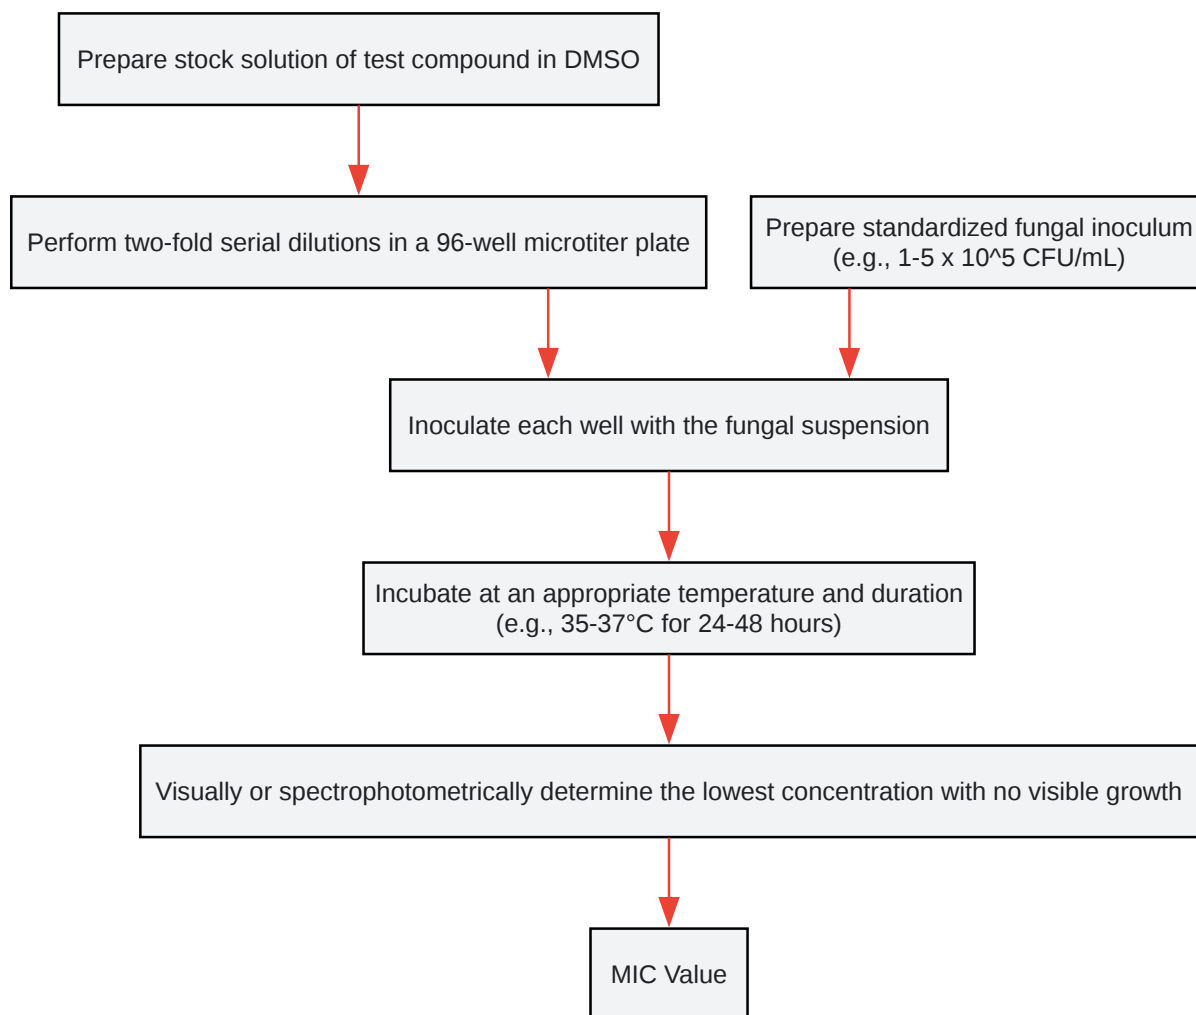 Prepare stock solution of test compound in DMSO
Perform two-fold serial dilutions in a 96-well microtiter plate
Prepare standardized fungal inoculum
(e.g., 1-5 x 10^5 CFU/mL)
Inoculate each well with the fungal suspension
Incubate at an appropriate temperature and duration
(e.g., 35-37°C for 24-48 hours)
Visually or spectrophotometrically determine the lowest concentration with no visible growth
MIC Value